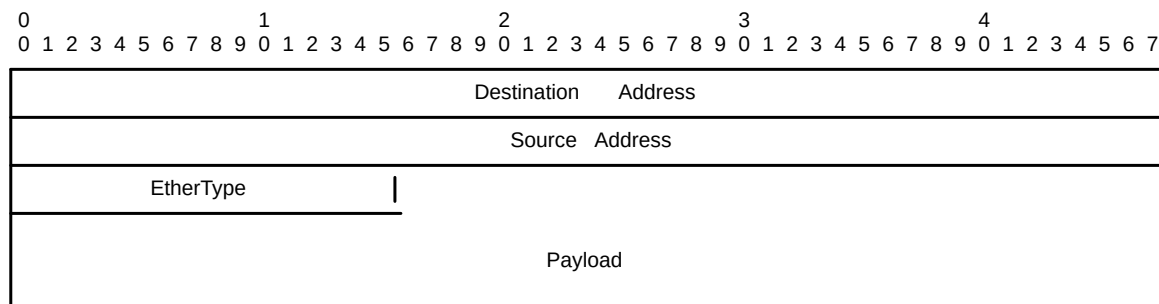 0 1 2 3 4
0 1 2 3 4 5 6 7 8 9 0 1 2 3 4 5 6 7 8 9 0 1 2 3 4 5 6 7 8 9 0 1 2 3 4 5 6 7 8 9 0 1 2 3 4 5 6 7
Destination Address
Source Address
EtherType
Payload